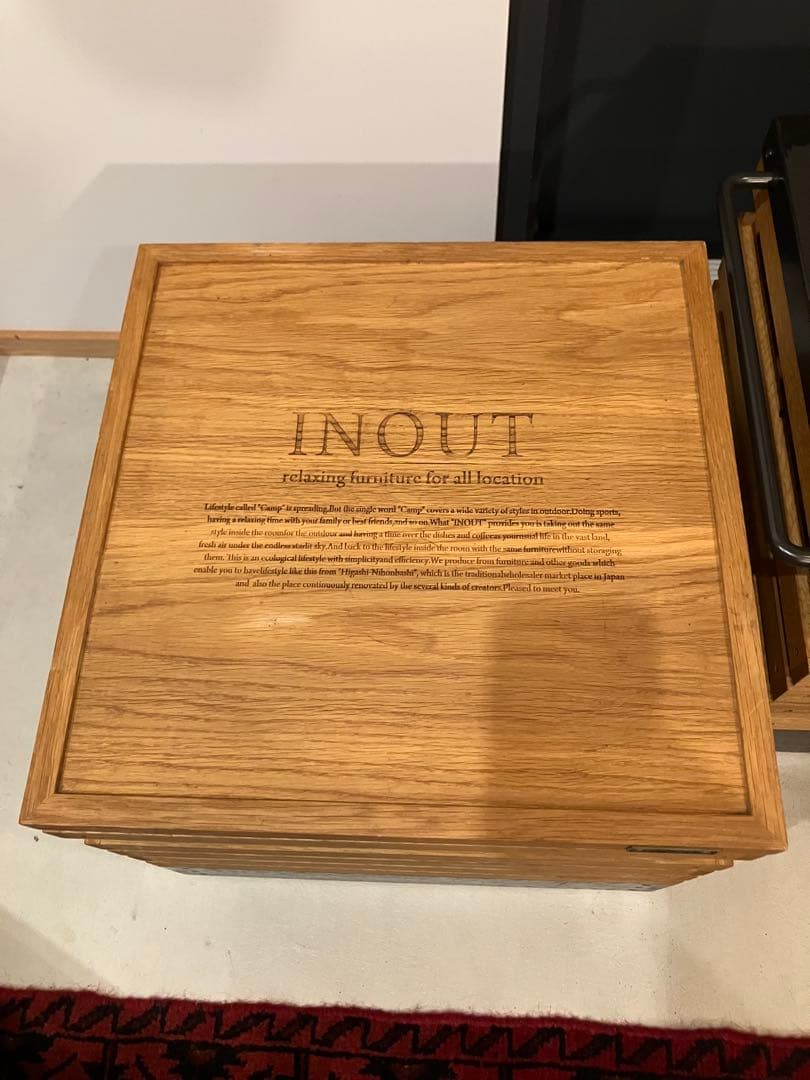 INOUT
relaxing furniture for all location
Lifestyle called "Camp" is spreading.But the single word "Camp" covers a wide variety of styles in outdoor.Doing sports,
having a relaxing time with your family or best friends,and so on.What "INOUT" provides you is taking out the same
style inside the roomfor the outdoor and having a time over the dishes and coffee as yourusual life in the vast land,
fresh air under the endless starlit sky.And back to the lifestyle inside the room with the same furniturewithout storaging
them. This is an ecological lifestyle with simplicityand efficiency.We produce from furniture and other goods which
enable you to havelifestyle like this from "Higashi-Nihonbashi", which is the traditionalwholesaler market place in Japan
and also the place continuously renovated by the several kinds of creators.Pleased to meet you.